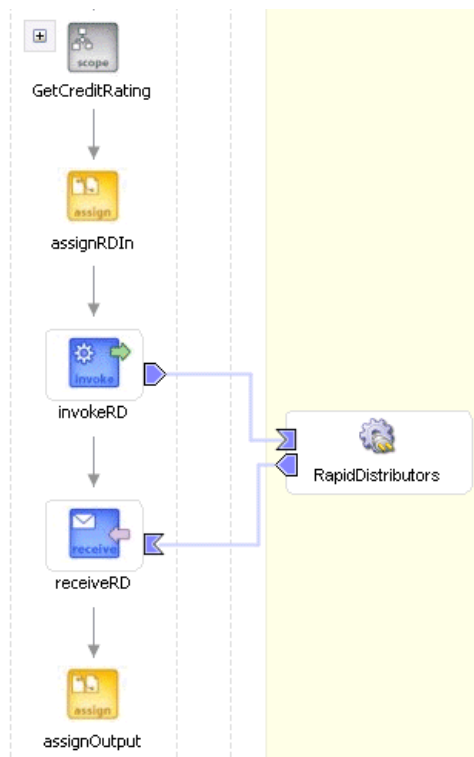 scope
GetCreditRating
assign
assignRDIn
invoke
invokeRD
RapidDistributors
receive
receiveRD
assign
assignOutput